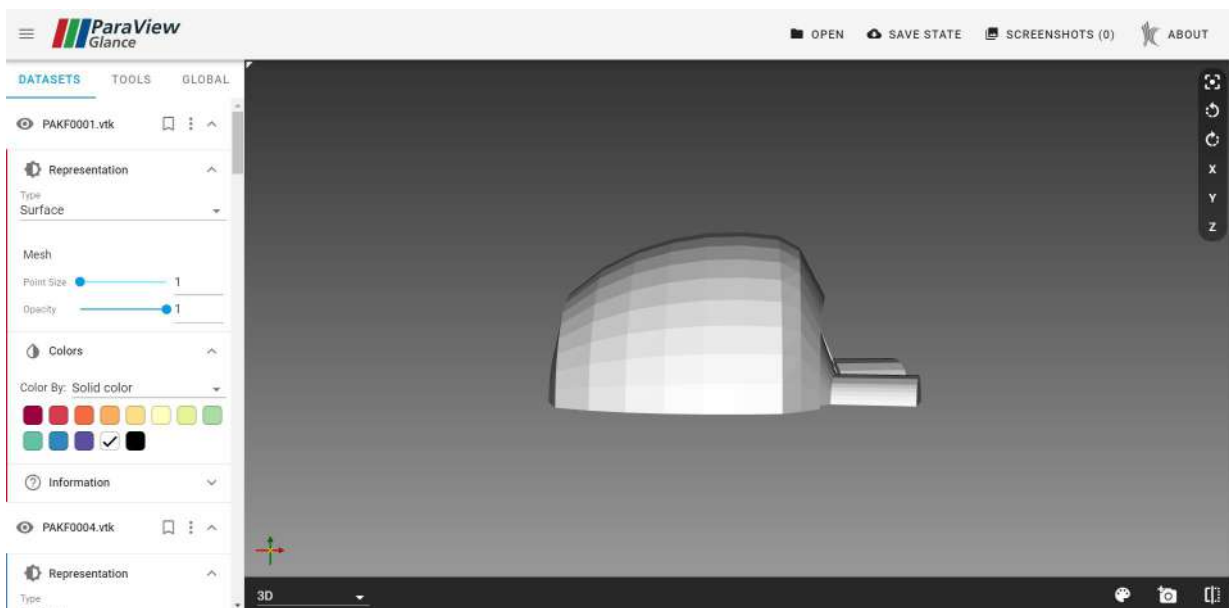 ParaView
Glance
OPEN
SAVE STATE
SCREENSHOTS (0)
ABOUT
DATASETS TOOLS GLOBAL
PAKF0001.vtk
Representation
Type
Surface
Mesh
Point Size 1
Opacity 1
Colors
Color By: Solid color
Information
PAKF0004.vtk
Representation
Type
X
Y
Z
3D